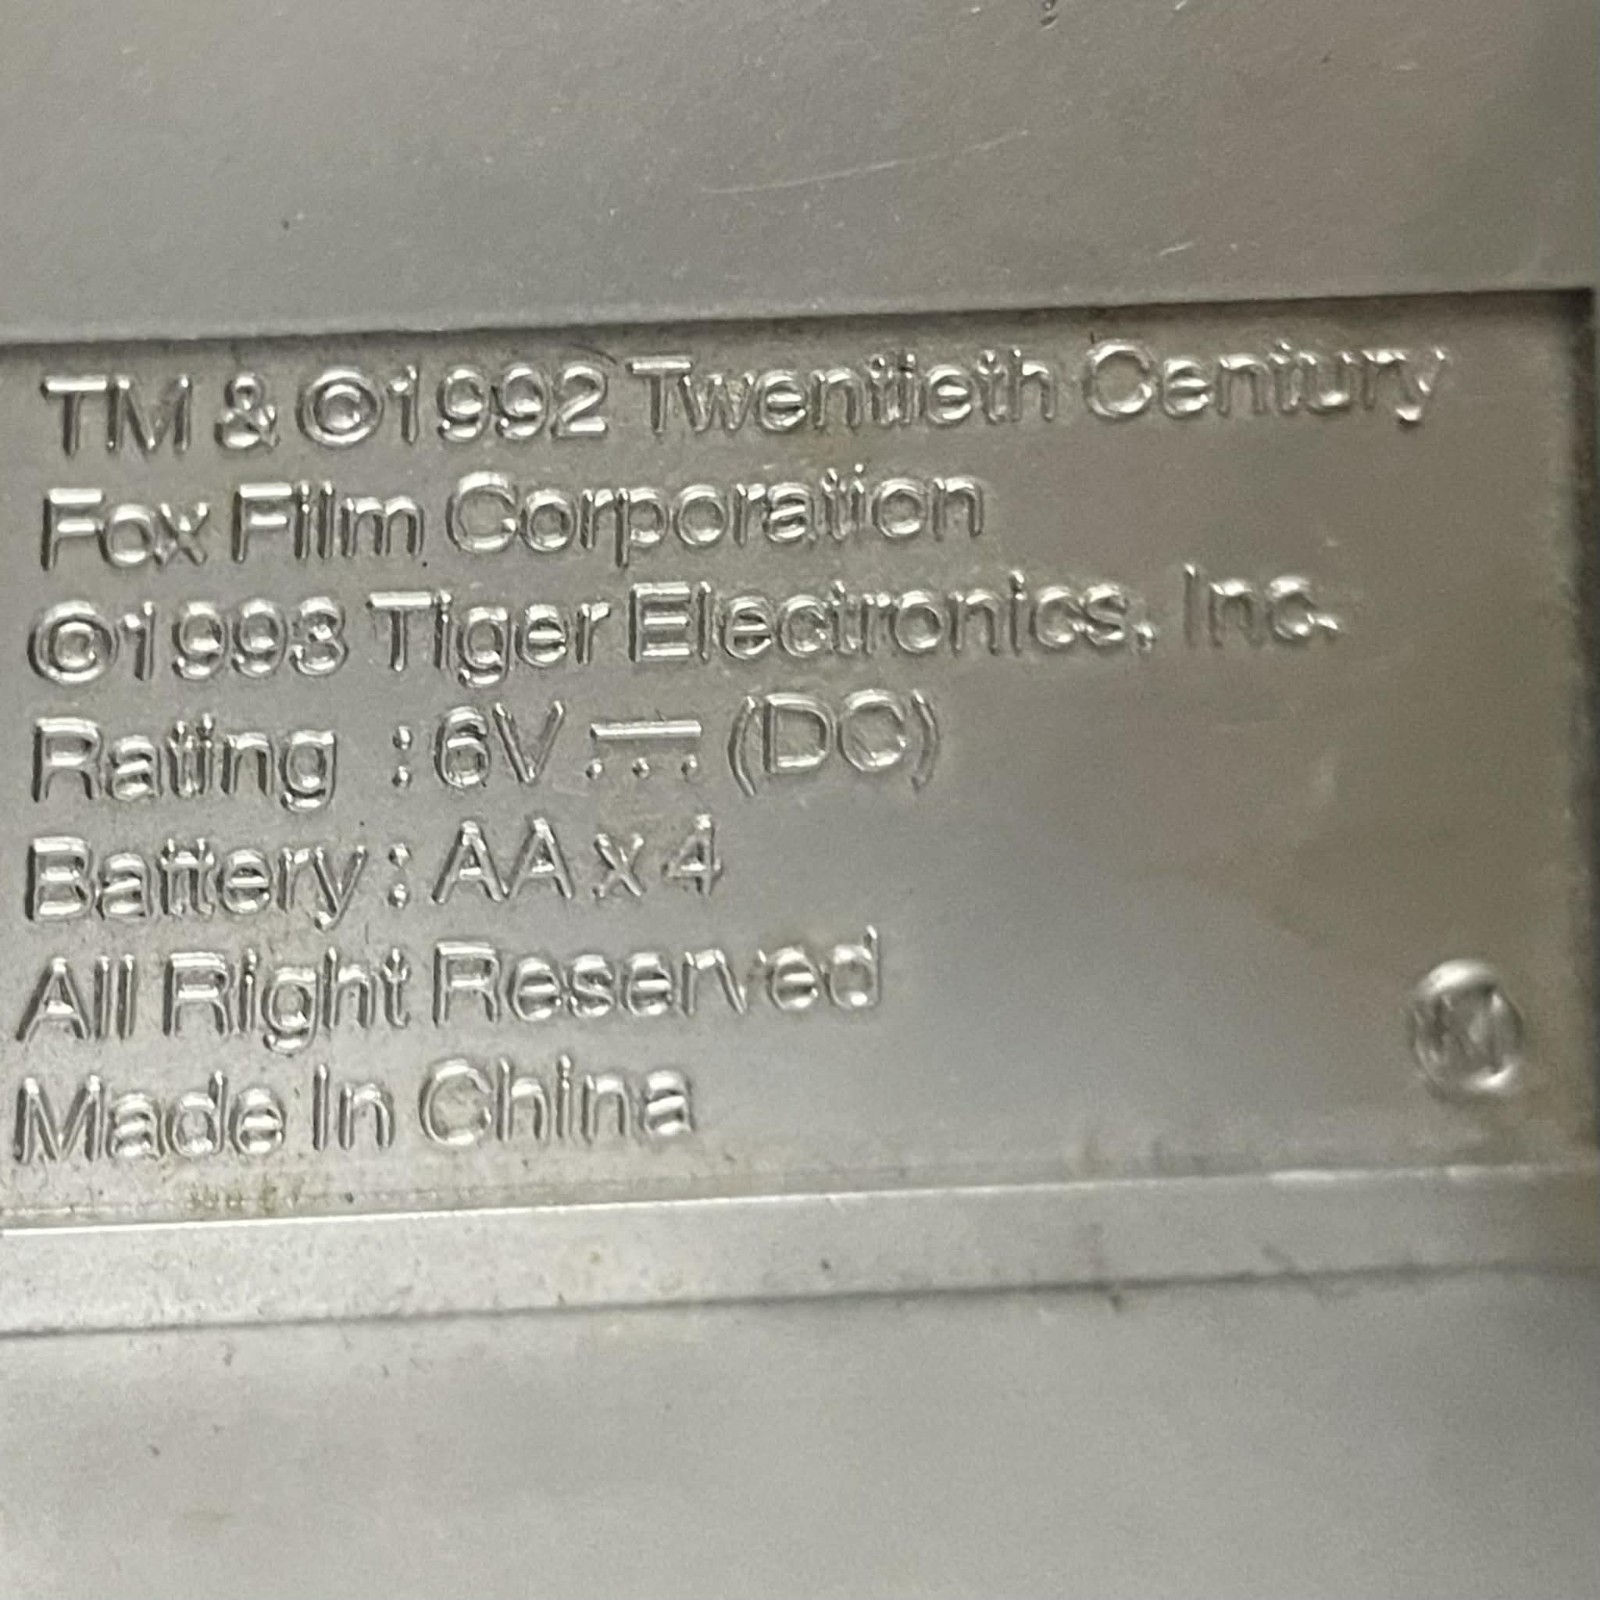 TM & ©1992 Twentieth Century
Fox Film Corporation
©1993 Tiger Electronics, Inc.
Rating : 6V ⎓ (DC)
Battery : AA x 4
All Right Reserved
Made In China